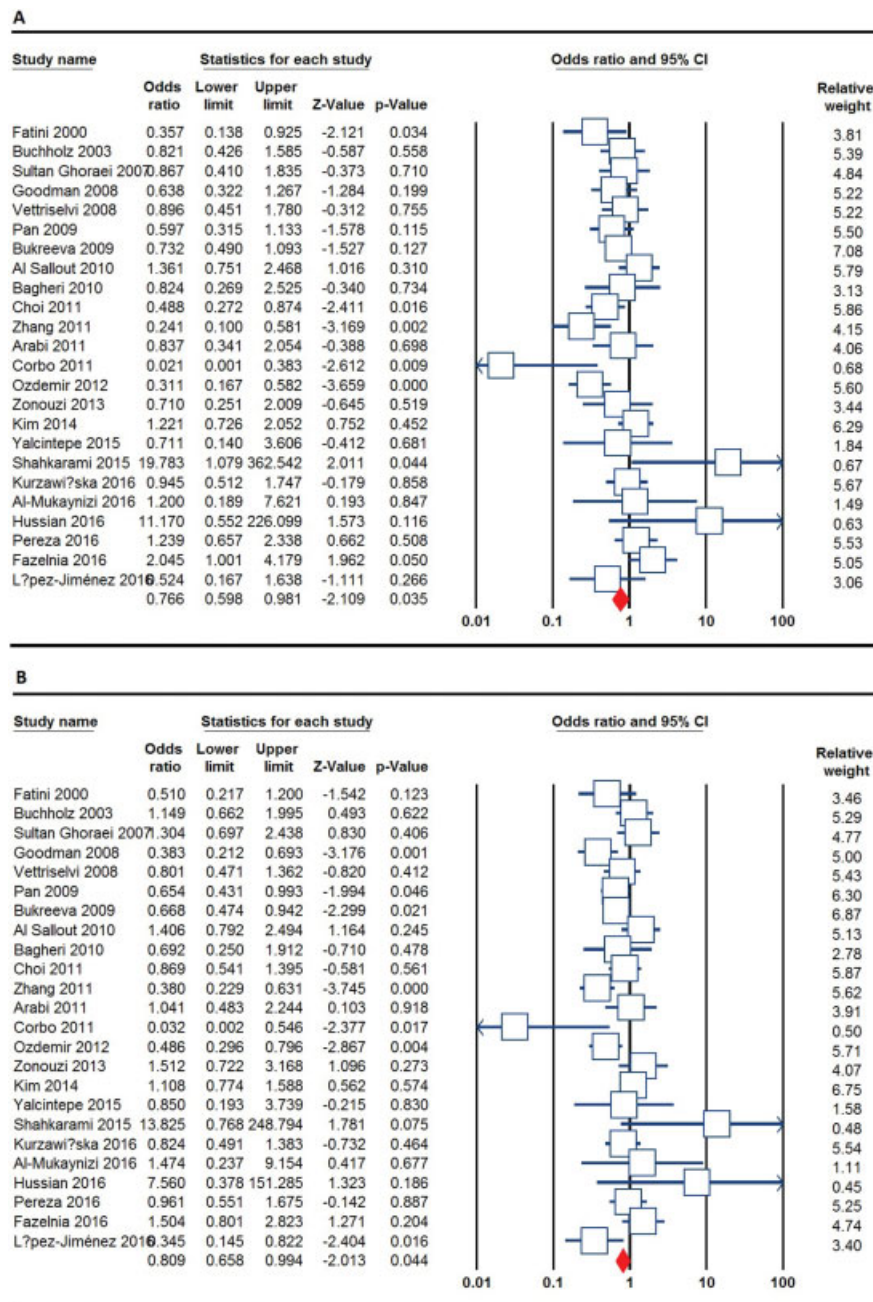 A
Study name Statistics for each study Odds ratio and 95% CI
Odds ratio Lower limit Upper limit Z-Value p-Value Relative weight
Fatini 2000 0.357 0.138 0.925 -2.121 0.034 3.81
Buchholz 2003 0.821 0.426 1.585 -0.587 0.558 5.39
Sultan Ghoraei 2007 0.867 0.410 1.835 -0.373 0.710 4.84
Goodman 2008 0.638 0.322 1.267 -1.284 0.199 5.22
Vettriselvi 2008 0.896 0.451 1.780 -0.312 0.755 5.22
Pan 2009 0.597 0.315 1.133 -1.578 0.115 5.50
Bukreeva 2009 0.732 0.490 1.093 -1.527 0.127 7.08
Al Sallout 2010 1.361 0.751 2.468 1.016 0.310 5.79
Bagheri 2010 0.824 0.269 2.525 -0.340 0.734 3.13
Choi 2011 0.488 0.272 0.874 -2.411 0.016 5.86
Zhang 2011 0.241 0.100 0.581 -3.169 0.002 4.15
Arabi 2011 0.837 0.341 2.054 -0.388 0.698 4.06
Corbo 2011 0.021 0.001 0.383 -2.612 0.009 0.68
Ozdemir 2012 0.311 0.167 0.582 -3.659 0.000 5.60
Zonouzi 2013 0.710 0.251 2.009 -0.645 0.519 3.44
Kim 2014 1.221 0.726 2.052 0.752 0.452 6.29
Yalcintepe 2015 0.711 0.140 3.606 -0.412 0.681 1.84
Shahkarami 2015 19.783 1.079 362.542 2.011 0.044 0.67
Kurzawi?ska 2016 0.945 0.512 1.747 -0.179 0.858 5.67
Al-Mukaynizi 2016 1.200 0.189 7.621 0.193 0.847 1.49
Hussian 2016 11.170 0.552 226.099 1.573 0.116 0.63
Pereza 2016 1.239 0.657 2.338 0.662 0.508 5.53
Fazelnia 2016 2.045 1.001 4.179 1.962 0.050 5.05
L?pez-Jiménez 2016 0.524 0.167 1.638 -1.111 0.266 3.06
0.766 0.598 0.981 -2.109 0.035
0.01 0.1 1 10 100
B
Study name Statistics for each study Odds ratio and 95% CI
Odds ratio Lower limit Upper limit Z-Value p-Value Relative weight
Fatini 2000 0.510 0.217 1.200 -1.542 0.123 3.46
Buchholz 2003 1.149 0.662 1.995 0.493 0.622 5.29
Sultan Ghoraei 2007 1.304 0.697 2.438 0.830 0.406 4.77
Goodman 2008 0.383 0.212 0.693 -3.176 0.001 5.00
Vettriselvi 2008 0.801 0.471 1.362 -0.820 0.412 5.43
Pan 2009 0.654 0.431 0.993 -1.994 0.046 6.30
Bukreeva 2009 0.668 0.474 0.942 -2.299 0.021 6.87
Al Sallout 2010 1.406 0.792 2.494 1.164 0.245 5.13
Bagheri 2010 0.692 0.250 1.912 -0.710 0.478 2.78
Choi 2011 0.869 0.541 1.395 -0.581 0.561 5.87
Zhang 2011 0.380 0.229 0.631 -3.745 0.000 5.62
Arabi 2011 1.041 0.483 2.244 0.103 0.918 3.91
Corbo 2011 0.032 0.002 0.546 -2.377 0.017 0.50
Ozdemir 2012 0.486 0.296 0.796 -2.867 0.004 5.71
Zonouzi 2013 1.512 0.722 3.168 1.096 0.273 4.07
Kim 2014 1.108 0.774 1.588 0.562 0.574 6.75
Yalcintepe 2015 0.850 0.193 3.739 -0.215 0.830 1.58
Shahkarami 2015 13.825 0.768 248.794 1.781 0.075 0.48
Kurzawi?ska 2016 0.824 0.491 1.383 -0.732 0.464 5.54
Al-Mukaynizi 2016 1.474 0.237 9.154 0.417 0.677 1.11
Hussian 2016 7.560 0.378 151.285 1.323 0.186 0.45
Pereza 2016 0.961 0.551 1.675 -0.142 0.887 5.25
Fazelnia 2016 1.504 0.801 2.823 1.271 0.204 4.74
L?pez-Jiménez 2016 0.345 0.145 0.822 -2.404 0.016 3.40
0.809 0.658 0.994 -2.013 0.044
0.01 0.1 1 10 100